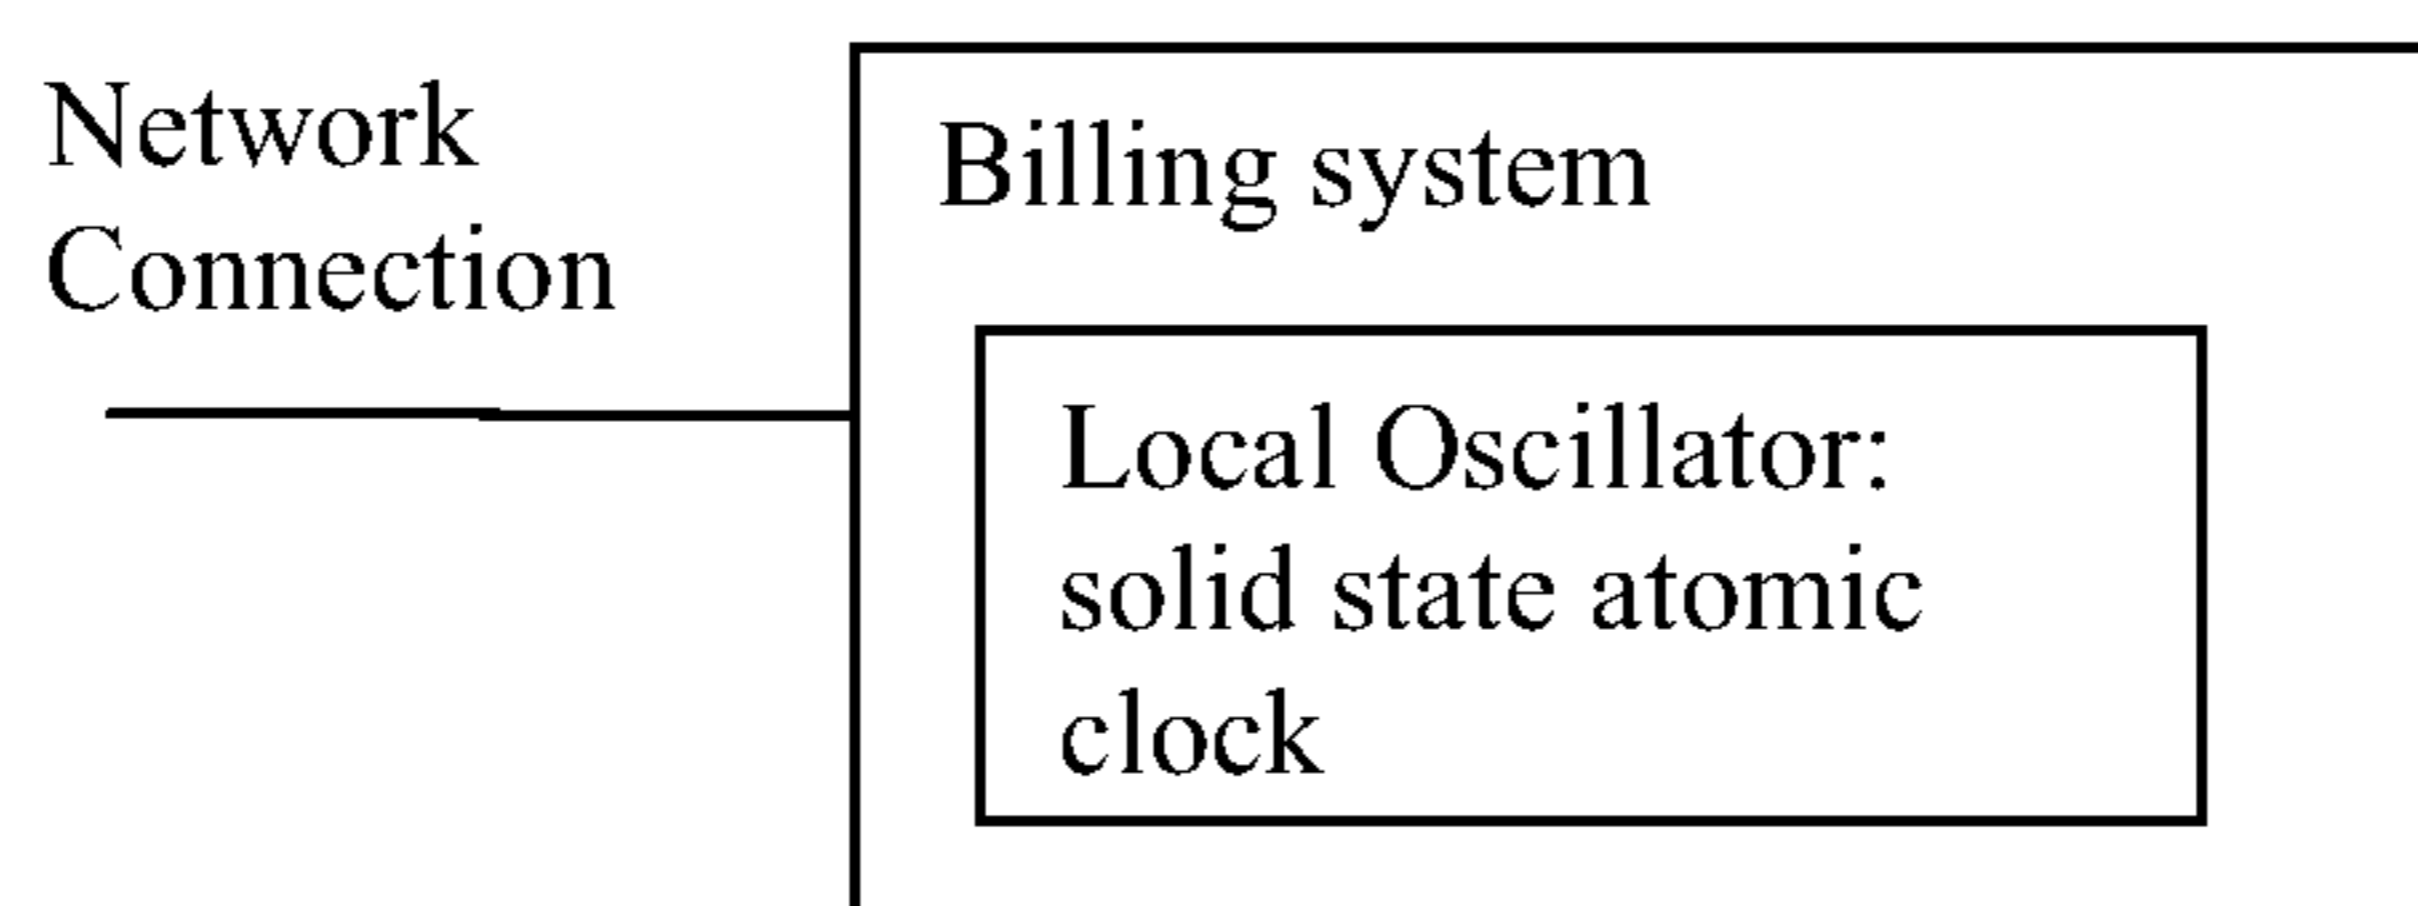 Network
Connection
Billing system
Local Oscillator:
solid state atomic
clock